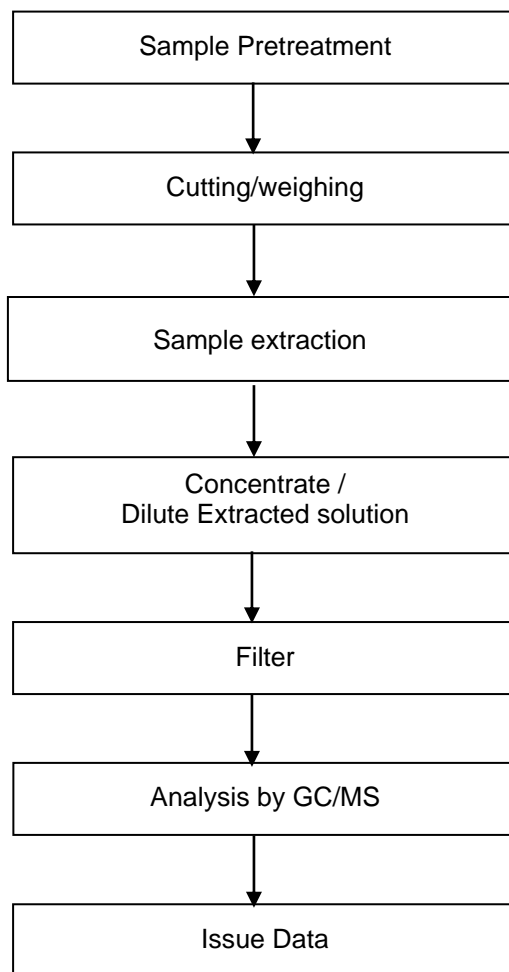 Sample Pretreatment
Cutting/weighing
Sample extraction
Concentrate /
Dilute Extracted solution
Filter
Analysis by GC/MS
Issue Data